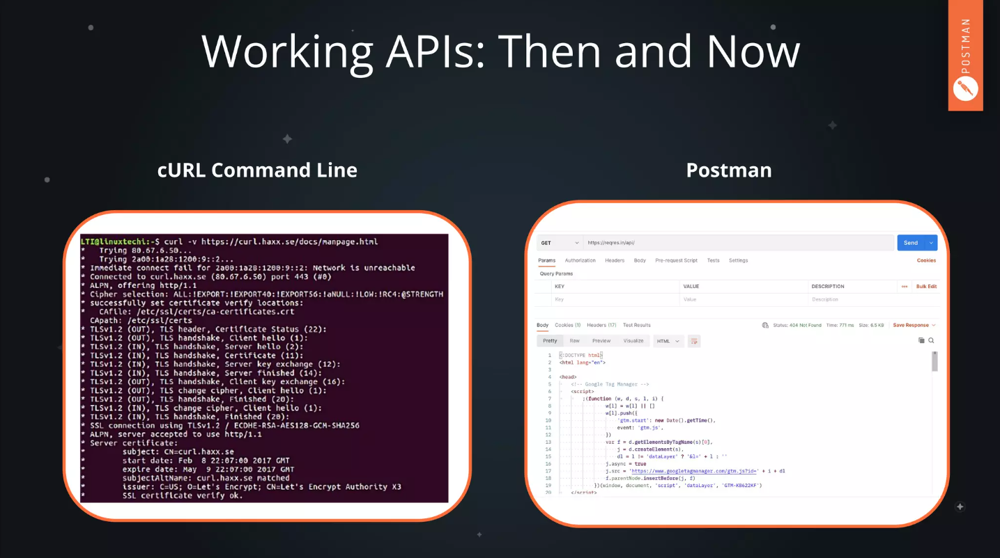 Working APIs: Then and Now
POSTMAN
cURL Command Line
LTI@linuxtechi:~$ curl -v https://curl.haxx.se/docs/manpage.html
* Trying 80.67.6.50...
* Trying 2a00:1a28:1200:9::2...
* Immediate connect fail for 2a00:1a28:1200:9::2: Network is unreachable
* Connected to curl.haxx.se (80.67.6.50) port 443 (#0)
* ALPN, offering http/1.1
* Cipher selection: ALL:!EXPORT:!EXPORT40:!EXPORT56:!aNULL:!LOW:!RC4:@STRENGTH
* successfully set certificate verify locations:
* CAfile: /etc/ssl/certs/ca-certificates.crt
CApath: /etc/ssl/certs
* TLSv1.2 (OUT), TLS header, Certificate Status (22):
* TLSv1.2 (OUT), TLS handshake, Client hello (1):
* TLSv1.2 (IN), TLS handshake, Server hello (2):
* TLSv1.2 (IN), TLS handshake, Certificate (11):
* TLSv1.2 (IN), TLS handshake, Server key exchange (12):
* TLSv1.2 (IN), TLS handshake, Server finished (14):
* TLSv1.2 (OUT), TLS handshake, Client key exchange (16):
* TLSv1.2 (OUT), TLS change cipher, Client hello (1):
* TLSv1.2 (OUT), TLS handshake, Finished (20):
* TLSv1.2 (IN), TLS change cipher, Client hello (1):
* TLSv1.2 (IN), TLS handshake, Finished (20):
* SSL connection using TLSv1.2 / ECDHE-RSA-AES128-GCM-SHA256
* ALPN, server accepted to use http/1.1
* Server certificate:
* subject: CN=curl.haxx.se
* start date: Feb 8 22:07:00 2017 GMT
* expire date: May 9 22:07:00 2017 GMT
* subjectAltName: curl.haxx.se matched
* issuer: C=US; O=Let's Encrypt; CN=Let's Encrypt Authority X3
* SSL certificate verify ok.
Postman
GET https://reqres.in/api/ Send
Params Authorization Headers Body Pre-request Script Tests Settings Cookies
Query Params
KEY VALUE DESCRIPTION ••• Bulk Edit
Key Value Description
Body Cookies (1) Headers (17) Test Results Status: 404 Not Found Time: 771 ms Size: 6.5 KB Save Response
Pretty Raw Preview Visualize HTML
1 <!DOCTYPE html>
2 <html lang="en">
3
4 <head>
5 <!-- Google Tag Manager -->
6 <script>
7 ;(function (w, d, s, l, i) {
8 w[l] = w[l] || []
9 w[l].push({
10 'gtm.start': new Date().getTime(),
11 event: 'gtm.js',
12 })
13 var f = d.getElementsByTagName(s)[0],
14 j = d.createElement(s),
15 dl = l != 'dataLayer' ? '&l=' + l : ''
16 j.async = true
17 j.src = 'https://www.googletagmanager.com/gtm.js?id=' + i + dl
18 f.parentNode.insertBefore(j, f)
19 })(window, document, 'script', 'dataLayer', 'GTM-KB622KF')
20 </script>